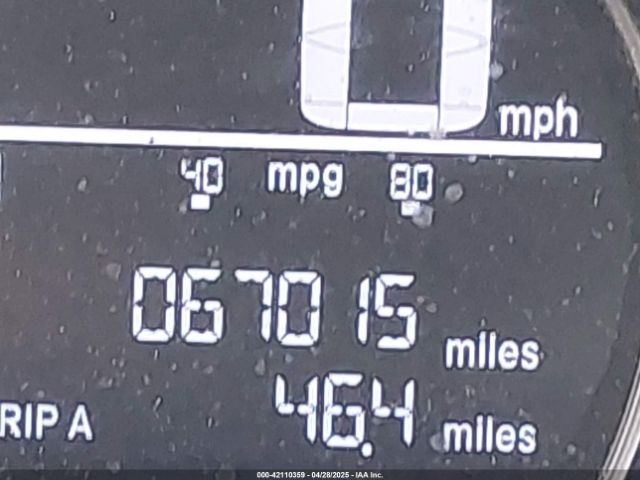 0 mph
40 mpg 80
067015 miles
RIP A 46.4 miles
000-42110359 - 04/28/2025 - IAA Inc.